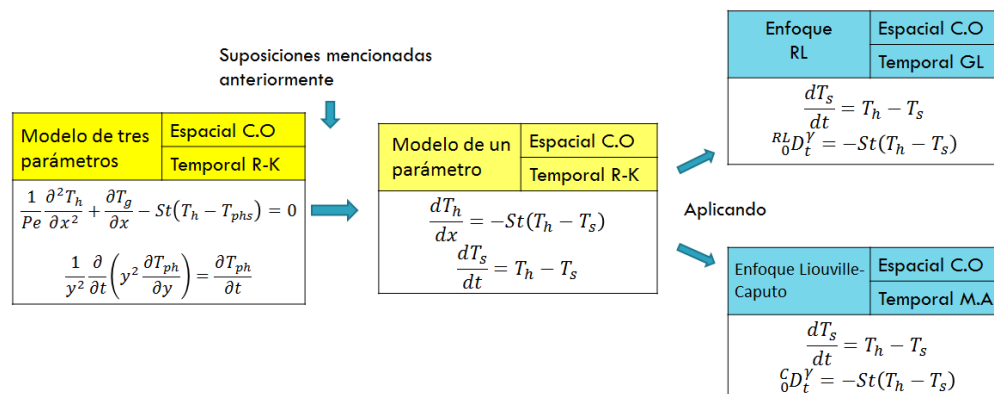 Suposiciones mencionadas
anteriormente
Modelo de tres
parámetros
Espacial C.O
Temporal R-K
1/Pe ∂²T_h/∂x² + ∂T_g/∂x − St(T_h − T_phs) = 0
1/y² ∂/∂t (y² ∂T_ph/∂y) = ∂T_ph/∂t
Modelo de un
parámetro
Espacial C.O
Temporal R-K
dT_h/dx = −St(T_h − T_s)
dT_s/dt = T_h − T_s
Aplicando
Enfoque
RL
Espacial C.O
Temporal GL
dT_s/dt = T_h − T_s
^{RL}_0D_t^γ = −St(T_h − T_s)
Enfoque Liouville-
Caputo
Espacial C.O
Temporal M.A
dT_s/dt = T_h − T_s
^C_0D_t^γ = −St(T_h − T_s)